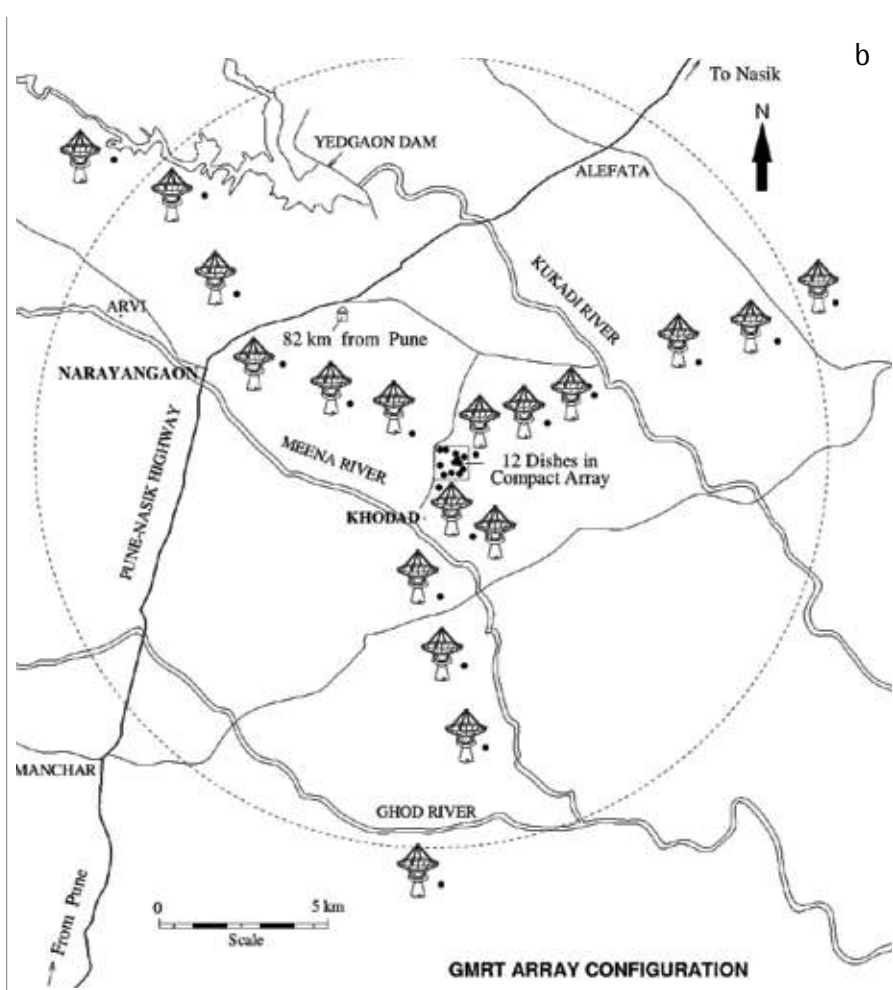 b
To Nasik
N
YEDGAON DAM
ALEFATA
KUKADI RIVER
ARVI
82 km from Pune
NARAYANGAON
PUNE-NASIK HIGHWAY
MEENA RIVER
12 Dishes in
Compact Array
KHODAD
MANCHAR
GHOD RIVER
From Pune
0 5 km
Scale
GMRT ARRAY CONFIGURATION